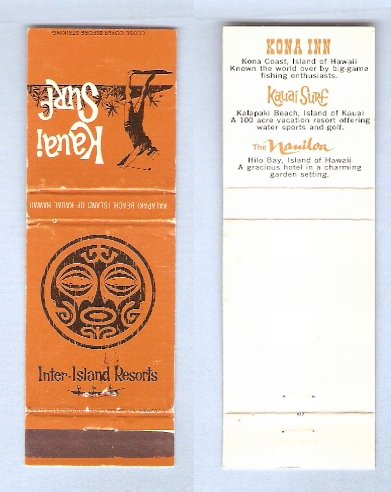 CLOSE COVER BEFORE STRIKING
Kauai
Surf
KALAPAKI BEACH, ISLAND OF KAUAI, HAWAII
Inter-Island Resorts
KONA INN
Kona Coast, Island of Hawaii
Known the world over by big-game
fishing enthusiasts.
Kauai Surf
Kalapaki Beach, Island of Kauai
A 100 acre vacation resort offering
water sports and golf.
The Naniloa
Hilo Bay, Island of Hawaii
A gracious hotel in a charming
garden setting.